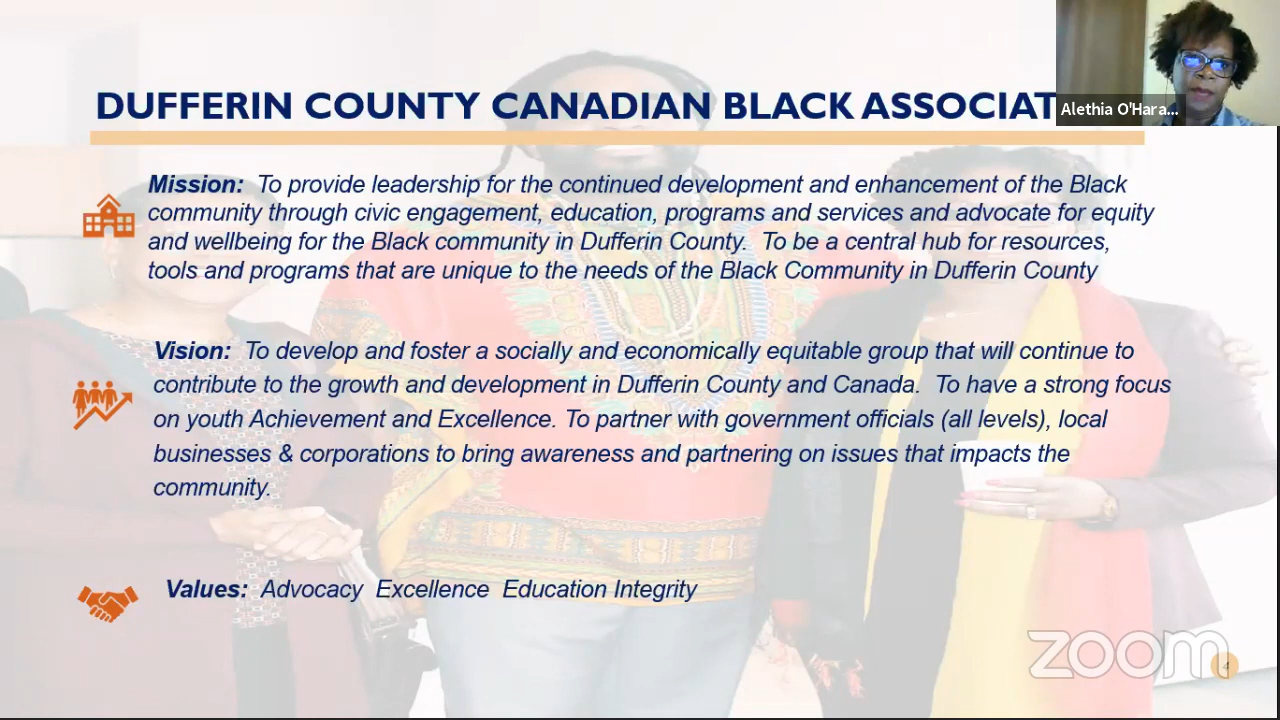 DUFFERIN COUNTY CANADIAN BLACK ASSOCIAT
Alethia O'Hara...
Mission: To provide leadership for the continued development and enhancement of the Black
community through civic engagement, education, programs and services and advocate for equity
and wellbeing for the Black community in Dufferin County. To be a central hub for resources,
tools and programs that are unique to the needs of the Black Community in Dufferin County
Vision: To develop and foster a socially and economically equitable group that will continue to
contribute to the growth and development in Dufferin County and Canada. To have a strong focus
on youth Achievement and Excellence. To partner with government officials (all levels), local
businesses & corporations to bring awareness and partnering on issues that impacts the
community.
Values: Advocacy Excellence Education Integrity
zoom
4